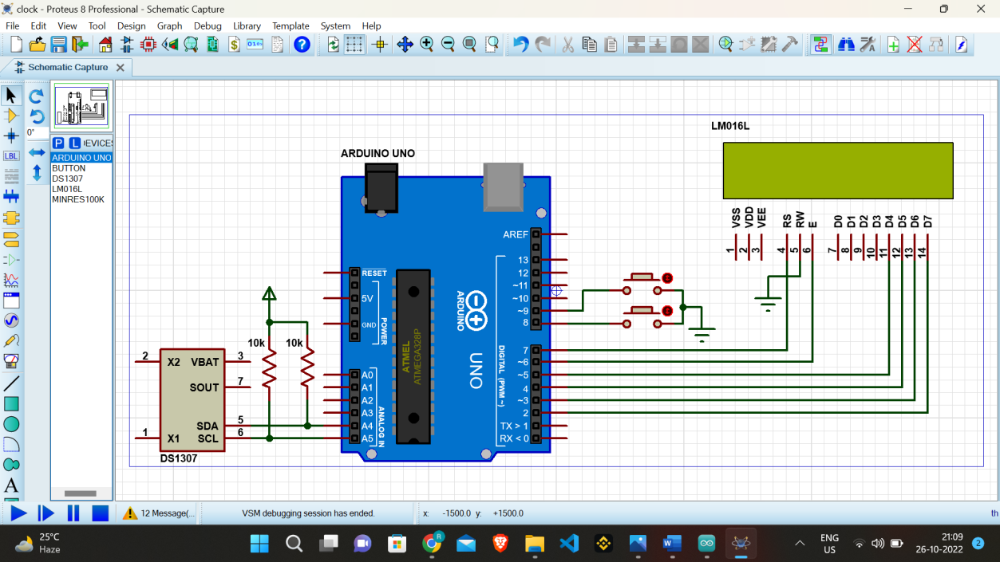 clock - Proteus 8 Professional - Schematic Capture
File Edit View Tool Design Graph Debug Library Template System Help
Schematic Capture
0°
LBL
A
P L DEVICES
ARDUINO UNO
BUTTON
DS1307
LM016L
MINRES100K
LM016L
VSS VDD VEE RS RW E D0 D1 D2 D3 D4 D5 D6 D7
1 2 3 4 5 6 7 8 9 10 11 12 13 14
ARDUINO UNO
AREF
13
12
~11
~10
~9
8
7
~6
~5
4
~3
2
TX > 1
RX < 0
DIGITAL (PWM ~)
RESET
5V
GND
POWER
A0
A1
A2
A3
A4
A5
ANALOG IN
ATMEL
ATMEGA328P
ARDUINO
UNO
10k 10k
2 X2 VBAT 3
SOUT 7
SDA 5
1 X1 SCL 6
DS1307
12 Message(...
VSM debugging session has ended.
x: -1500.0 y: +1500.0
th
25°C
Haze
R
ENG
US
21:09
26-10-2022
2